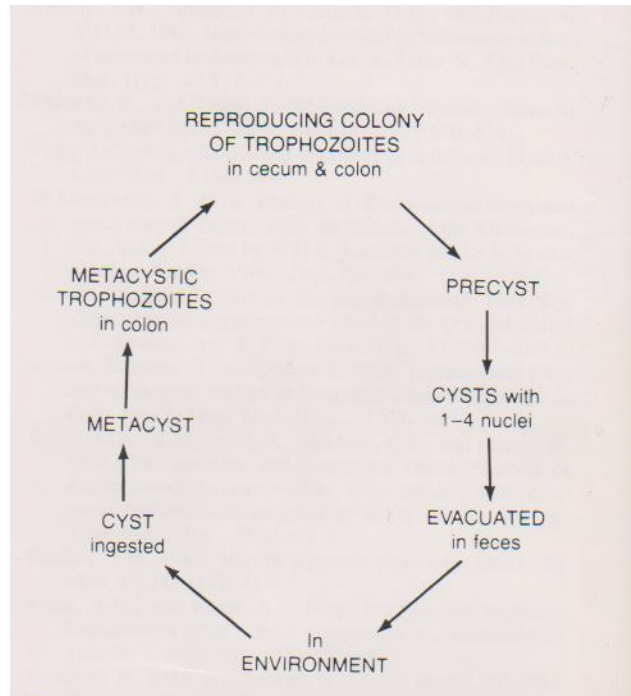 REPRODUCING COLONY
OF TROPHOZOITES
in cecum & colon
PRECYST
CYSTS with
1–4 nuclei
EVACUATED
in feces
In
ENVIRONMENT
CYST
ingested
METACYST
METACYSTIC
TROPHOZOITES
in colon